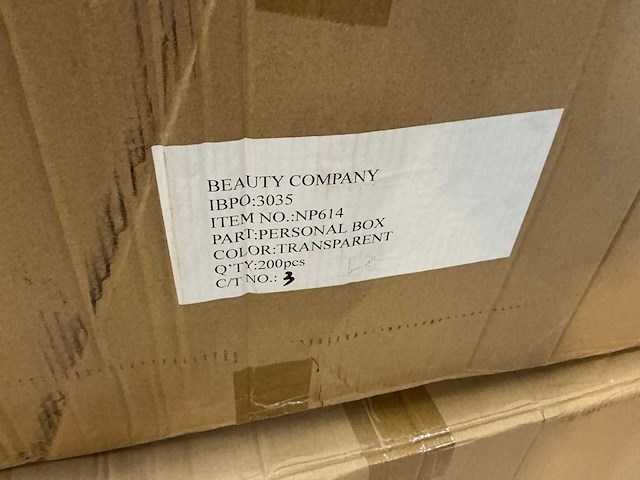 BEAUTY COMPANY
IBPO:3035
ITEM NO.:NP614
PART:PERSONAL BOX
COLOR:TRANSPARENT
Q'TY:200pcs
C/T NO.: 3